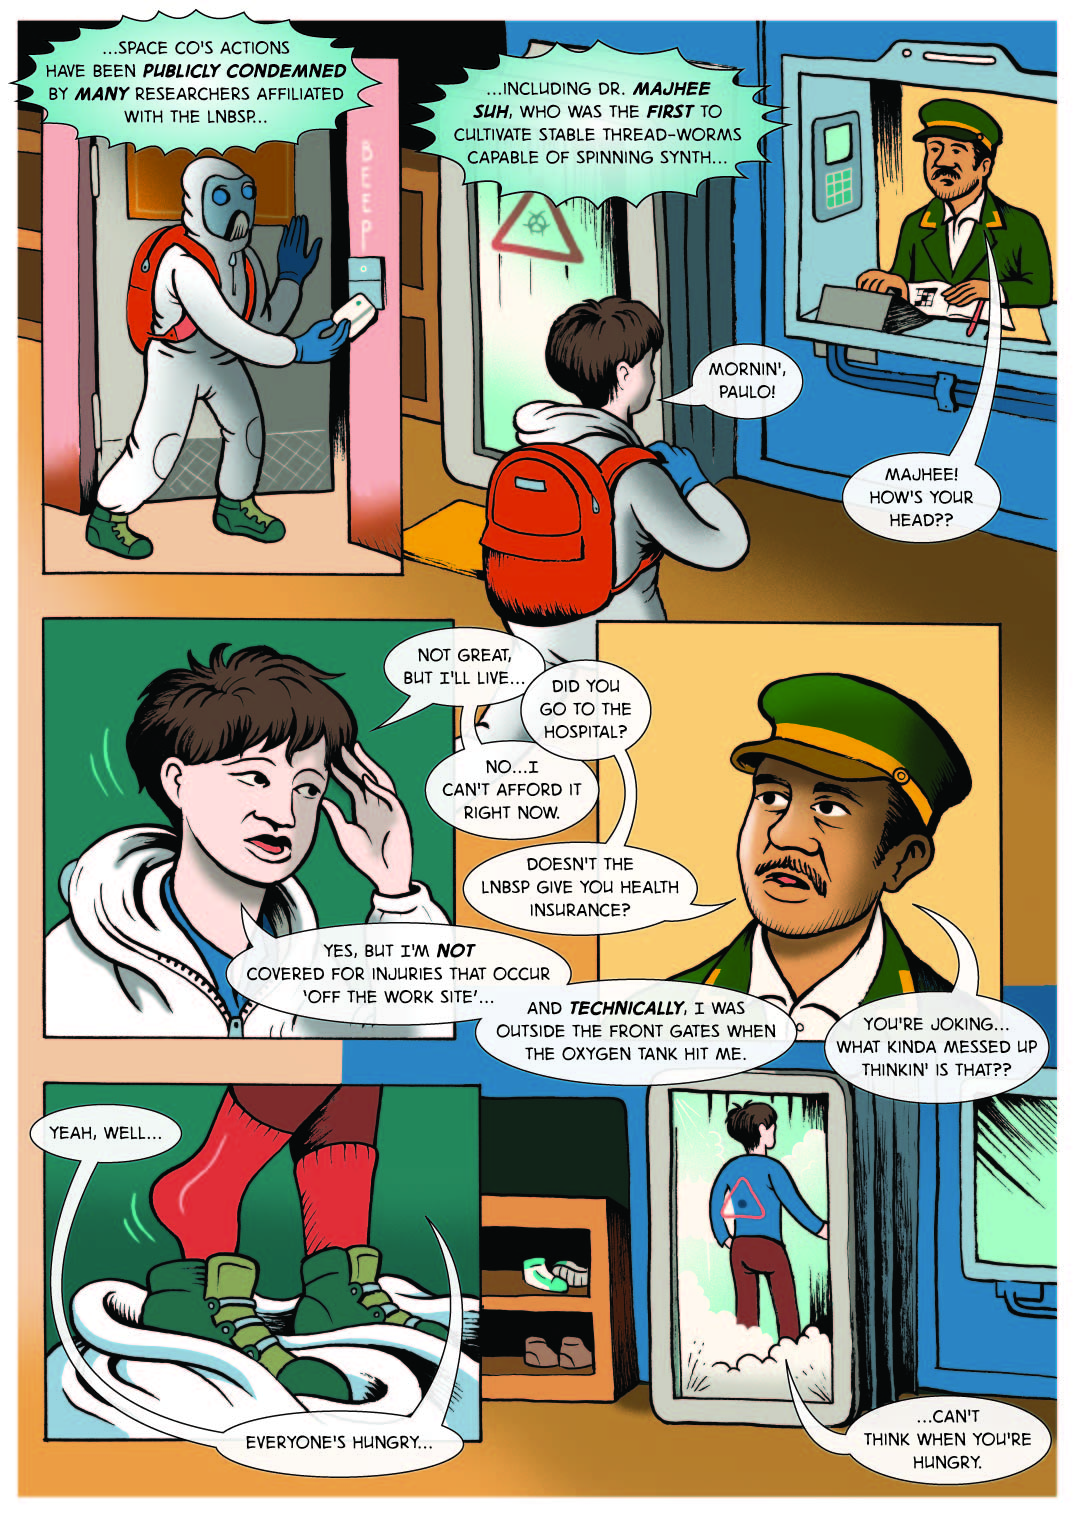 ...SPACE CO'S ACTIONS
HAVE BEEN PUBLICLY CONDEMNED
BY MANY RESEARCHERS AFFILIATED
WITH THE LNBSP...
BEEP
...INCLUDING DR. MAJHEE
SUH, WHO WAS THE FIRST TO
CULTIVATE STABLE THREAD-WORMS
CAPABLE OF SPINNING SYNTH...
MORNIN',
PAULO!
MAJHEE!
HOW'S YOUR
HEAD??
NOT GREAT,
BUT I'LL LIVE...
DID YOU
GO TO THE
HOSPITAL?
NO...I
CAN'T AFFORD IT
RIGHT NOW.
DOESN'T THE
LNBSP GIVE YOU HEALTH
INSURANCE?
YES, BUT I'M NOT
COVERED FOR INJURIES THAT OCCUR
'OFF THE WORK SITE'...
AND TECHNICALLY, I WAS
OUTSIDE THE FRONT GATES WHEN
THE OXYGEN TANK HIT ME.
YOU'RE JOKING...
WHAT KINDA MESSED UP
THINKIN' IS THAT??
YEAH, WELL...
EVERYONE'S HUNGRY...
...CAN'T
THINK WHEN YOU'RE
HUNGRY.